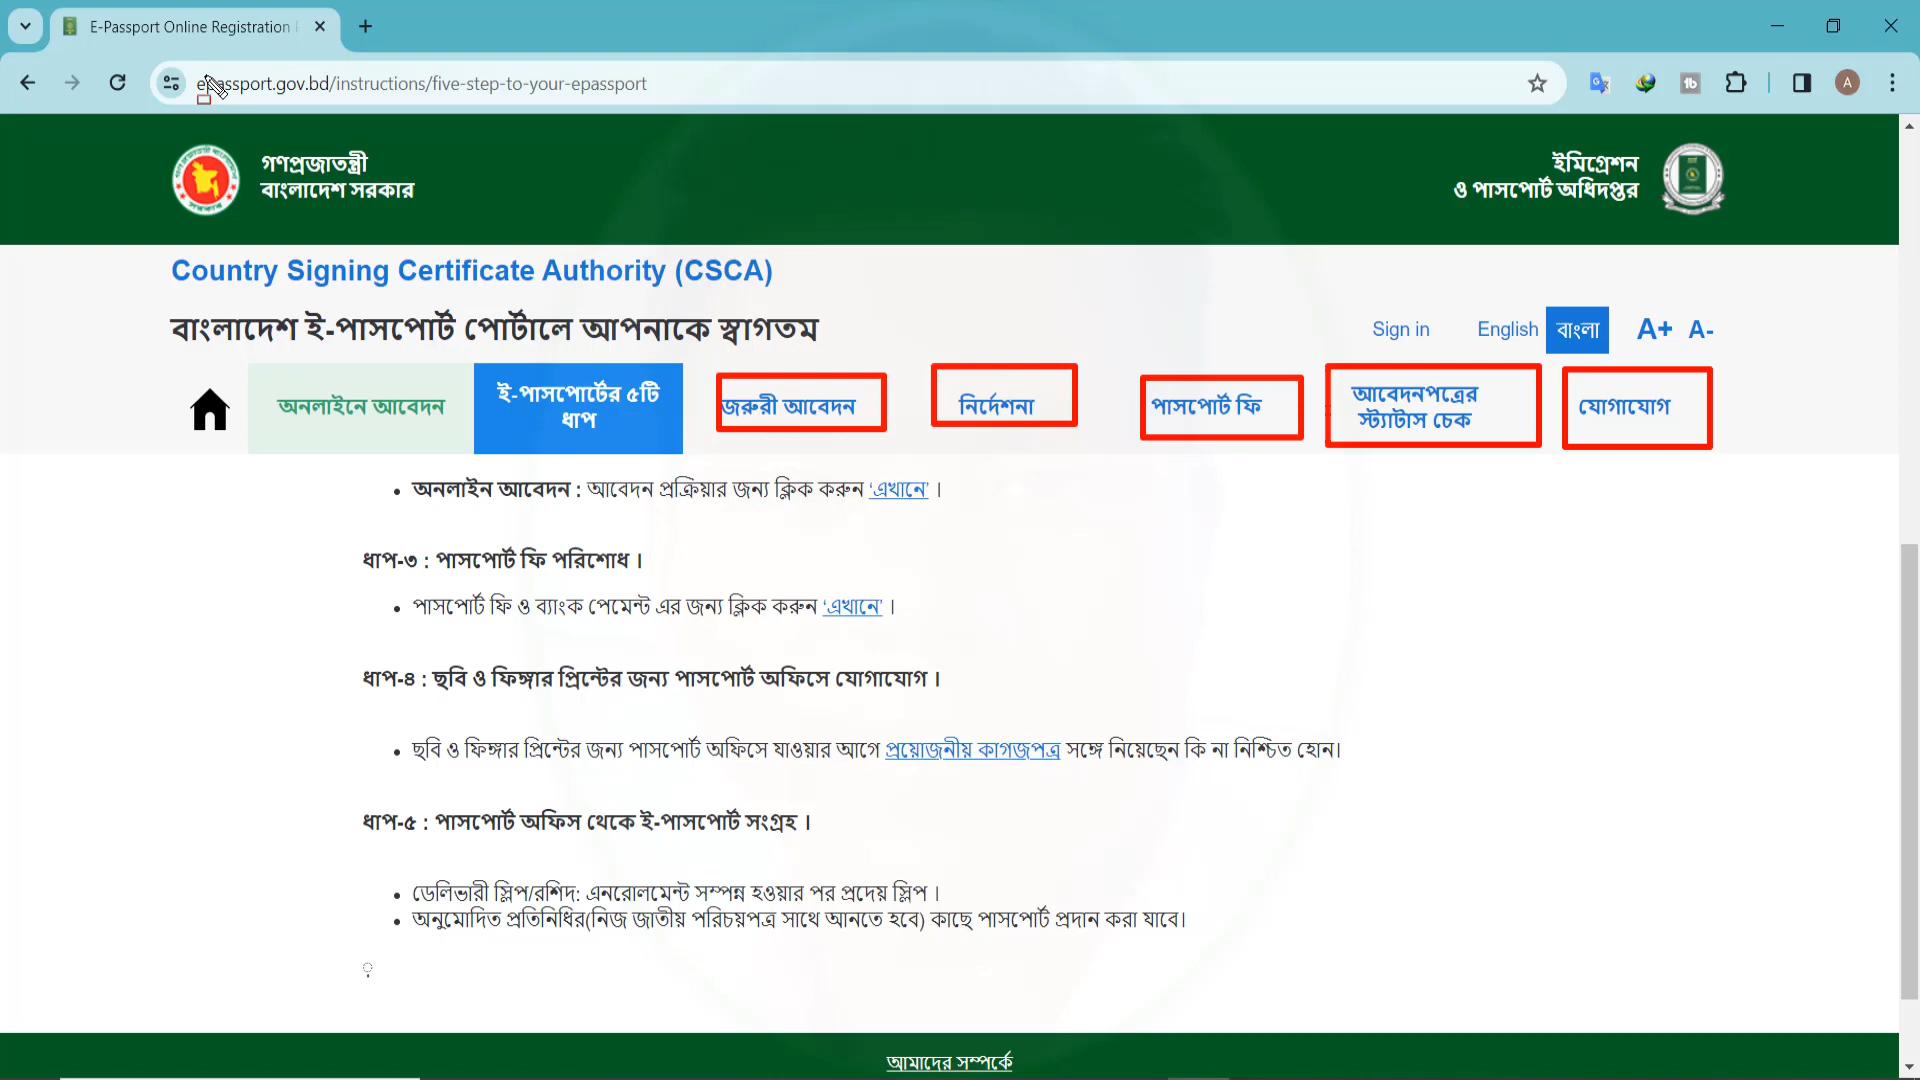 E-Passport Online Registration
epassport.gov.bd/instructions/five-step-to-your-epassport
A
গণপ্রজাতন্ত্রী
বাংলাদেশ সরকার
ইমিগ্রেশন
ও পাসপোর্ট অধিদপ্তর
Country Signing Certificate Authority (CSCA)
বাংলাদেশ ই-পাসপোর্ট পোর্টালে আপনাকে স্বাগতম
Sign in English বাংলা A+ A-
অনলাইনে আবেদন
ই-পাসপোর্টের ৫টি
ধাপ
জরুরী আবেদন
নির্দেশনা
পাসপোর্ট ফি
আবেদনপত্রের
স্ট্যাটাস চেক
যোগাযোগ
• অনলাইন আবেদন : আবেদন প্রক্রিয়ার জন্য ক্লিক করুন ‘এখানে’ ।
ধাপ-৩ : পাসপোর্ট ফি পরিশোধ ।
• পাসপোর্ট ফি ও ব্যাংক পেমেন্ট এর জন্য ক্লিক করুন ‘এখানে’ ।
ধাপ-৪ : ছবি ও ফিঙ্গার প্রিন্টের জন্য পাসপোর্ট অফিসে যোগাযোগ ।
• ছবি ও ফিঙ্গার প্রিন্টের জন্য পাসপোর্ট অফিসে যাওয়ার আগে প্রয়োজনীয় কাগজপত্র সঙ্গে নিয়েছেন কি না নিশ্চিত হোন।
ধাপ-৫ : পাসপোর্ট অফিস থেকে ই-পাসপোর্ট সংগ্রহ ।
• ডেলিভারী স্লিপ/রশিদ: এনরোলমেন্ট সম্পন্ন হওয়ার পর প্রদেয় স্লিপ ।
• অনুমোদিত প্রতিনিধির(নিজ জাতীয় পরিচয়পত্র সাথে আনতে হবে) কাছে পাসপোর্ট প্রদান করা যাবে।
আমাদের সম্পর্কে